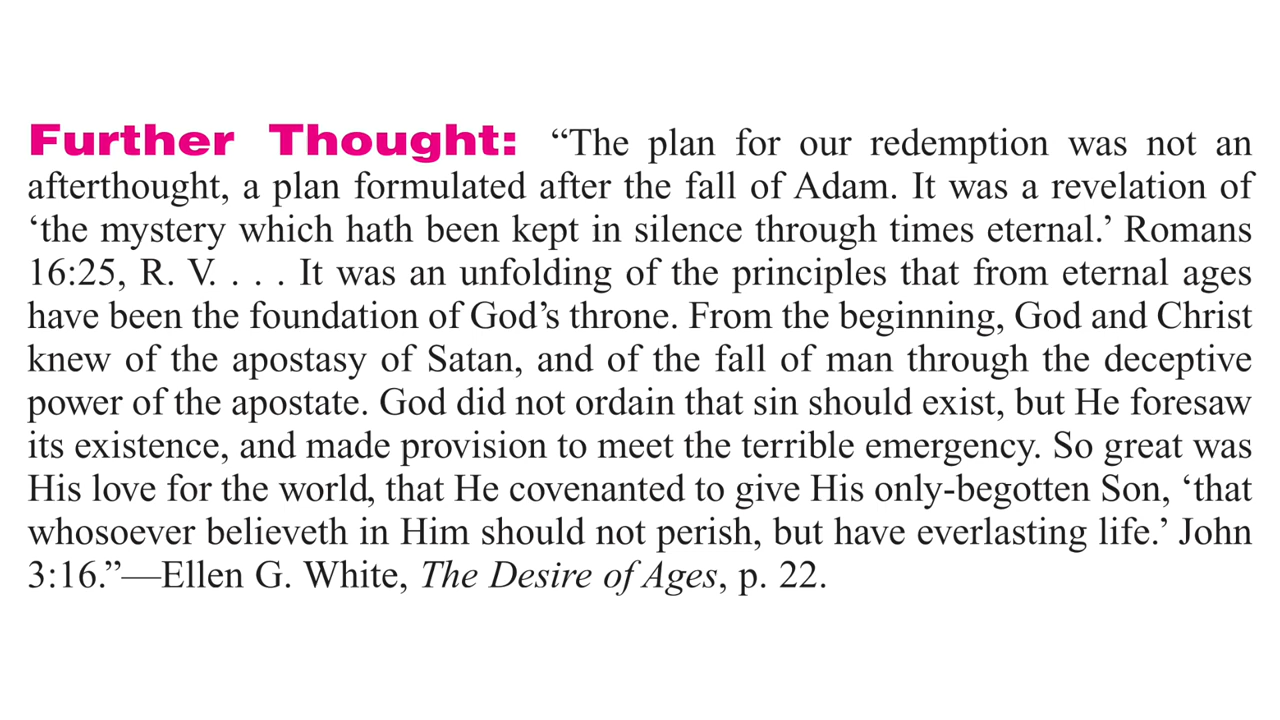 Further Thought: “The plan for our redemption was not an
afterthought, a plan formulated after the fall of Adam. It was a revelation of
‘the mystery which hath been kept in silence through times eternal.’ Romans
16:25, R. V. . . . It was an unfolding of the principles that from eternal ages
have been the foundation of God’s throne. From the beginning, God and Christ
knew of the apostasy of Satan, and of the fall of man through the deceptive
power of the apostate. God did not ordain that sin should exist, but He foresaw
its existence, and made provision to meet the terrible emergency. So great was
His love for the world, that He covenanted to give His only-begotten Son, ‘that
whosoever believeth in Him should not perish, but have everlasting life.’ John
3:16.”—Ellen G. White, The Desire of Ages, p. 22.